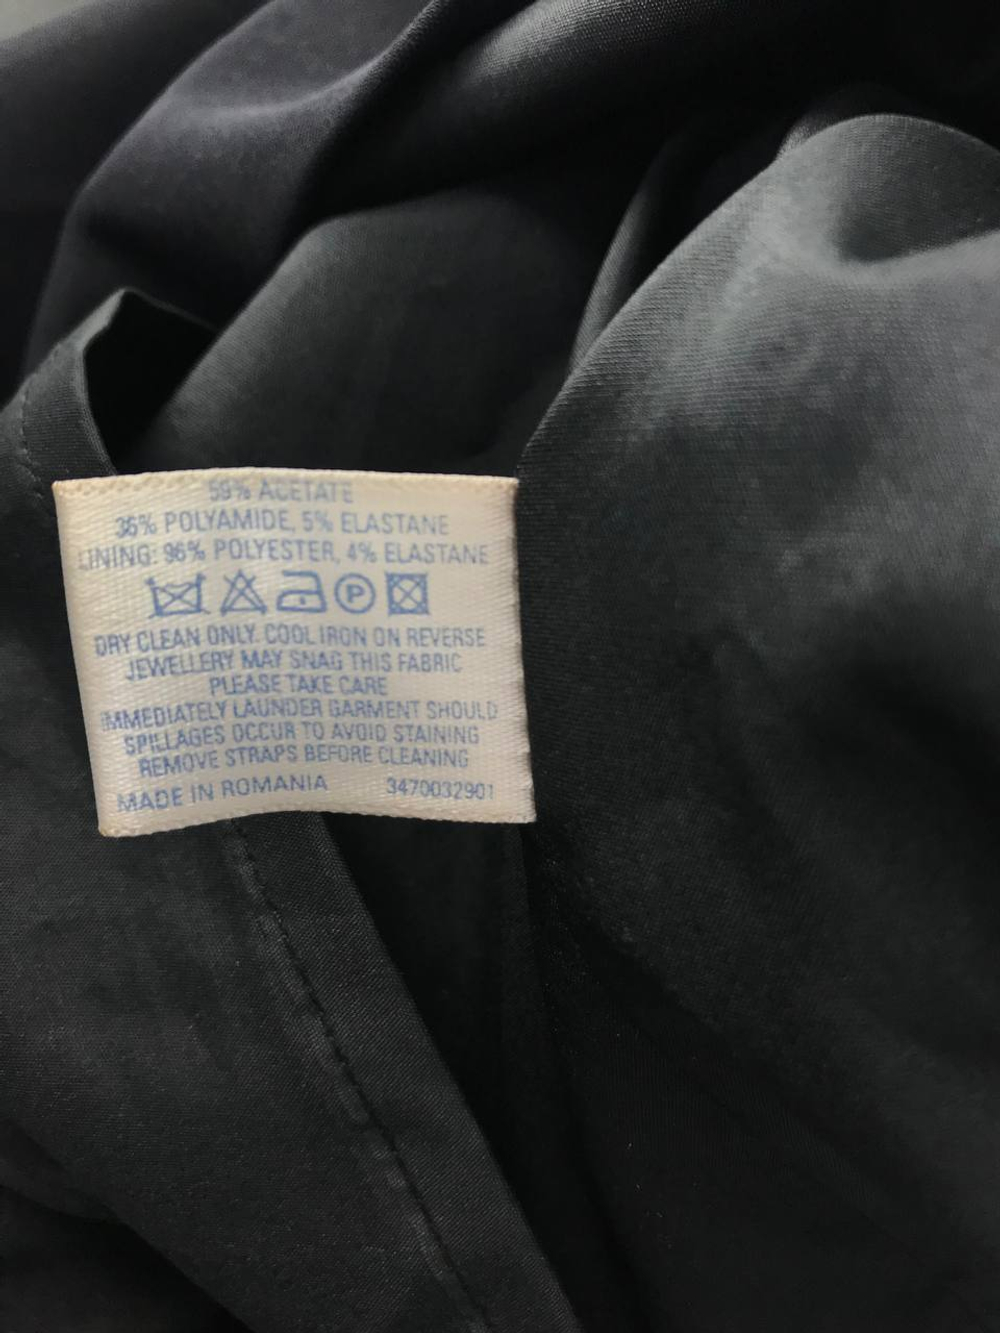 59% ACETATE
36% POLYAMIDE, 5% ELASTANE
LINING: 96% POLYESTER, 4% ELASTANE
P
DRY CLEAN ONLY. COOL IRON ON REVERSE
JEWELLERY MAY SNAG THIS FABRIC
PLEASE TAKE CARE
IMMEDIATELY LAUNDER GARMENT SHOULD
SPILLAGES OCCUR TO AVOID STAINING
REMOVE STRAPS BEFORE CLEANING
MADE IN ROMANIA 3470032901